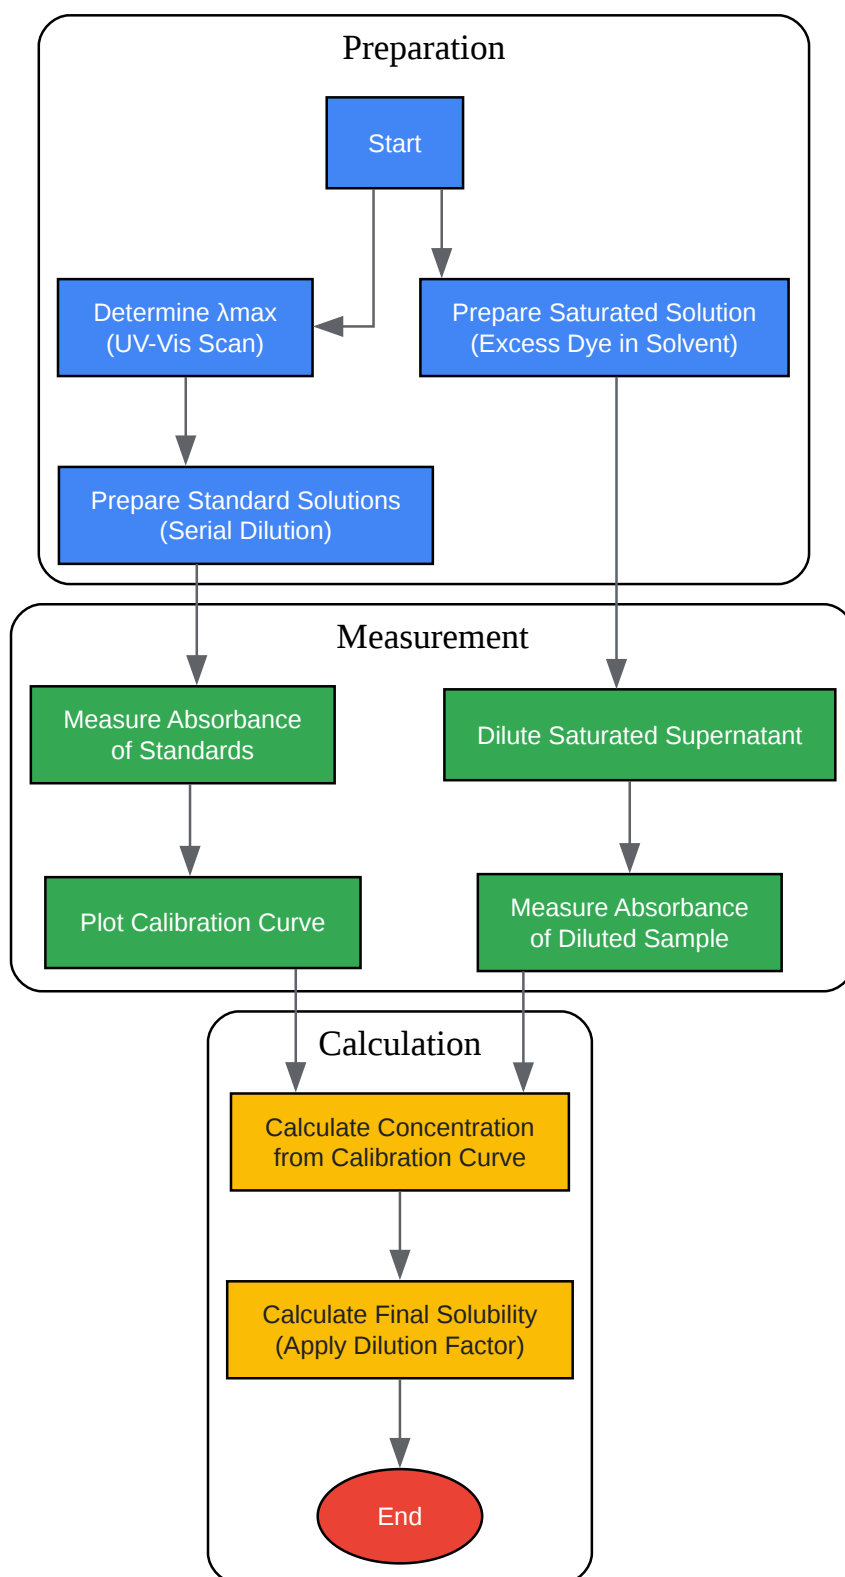 Preparation
Start
Determine λmax
(UV-Vis Scan)
Prepare Saturated Solution
(Excess Dye in Solvent)
Prepare Standard Solutions
(Serial Dilution)
Measurement
Measure Absorbance
of Standards
Dilute Saturated Supernatant
Plot Calibration Curve
Measure Absorbance
of Diluted Sample
Calculation
Calculate Concentration
from Calibration Curve
Calculate Final Solubility
(Apply Dilution Factor)
End